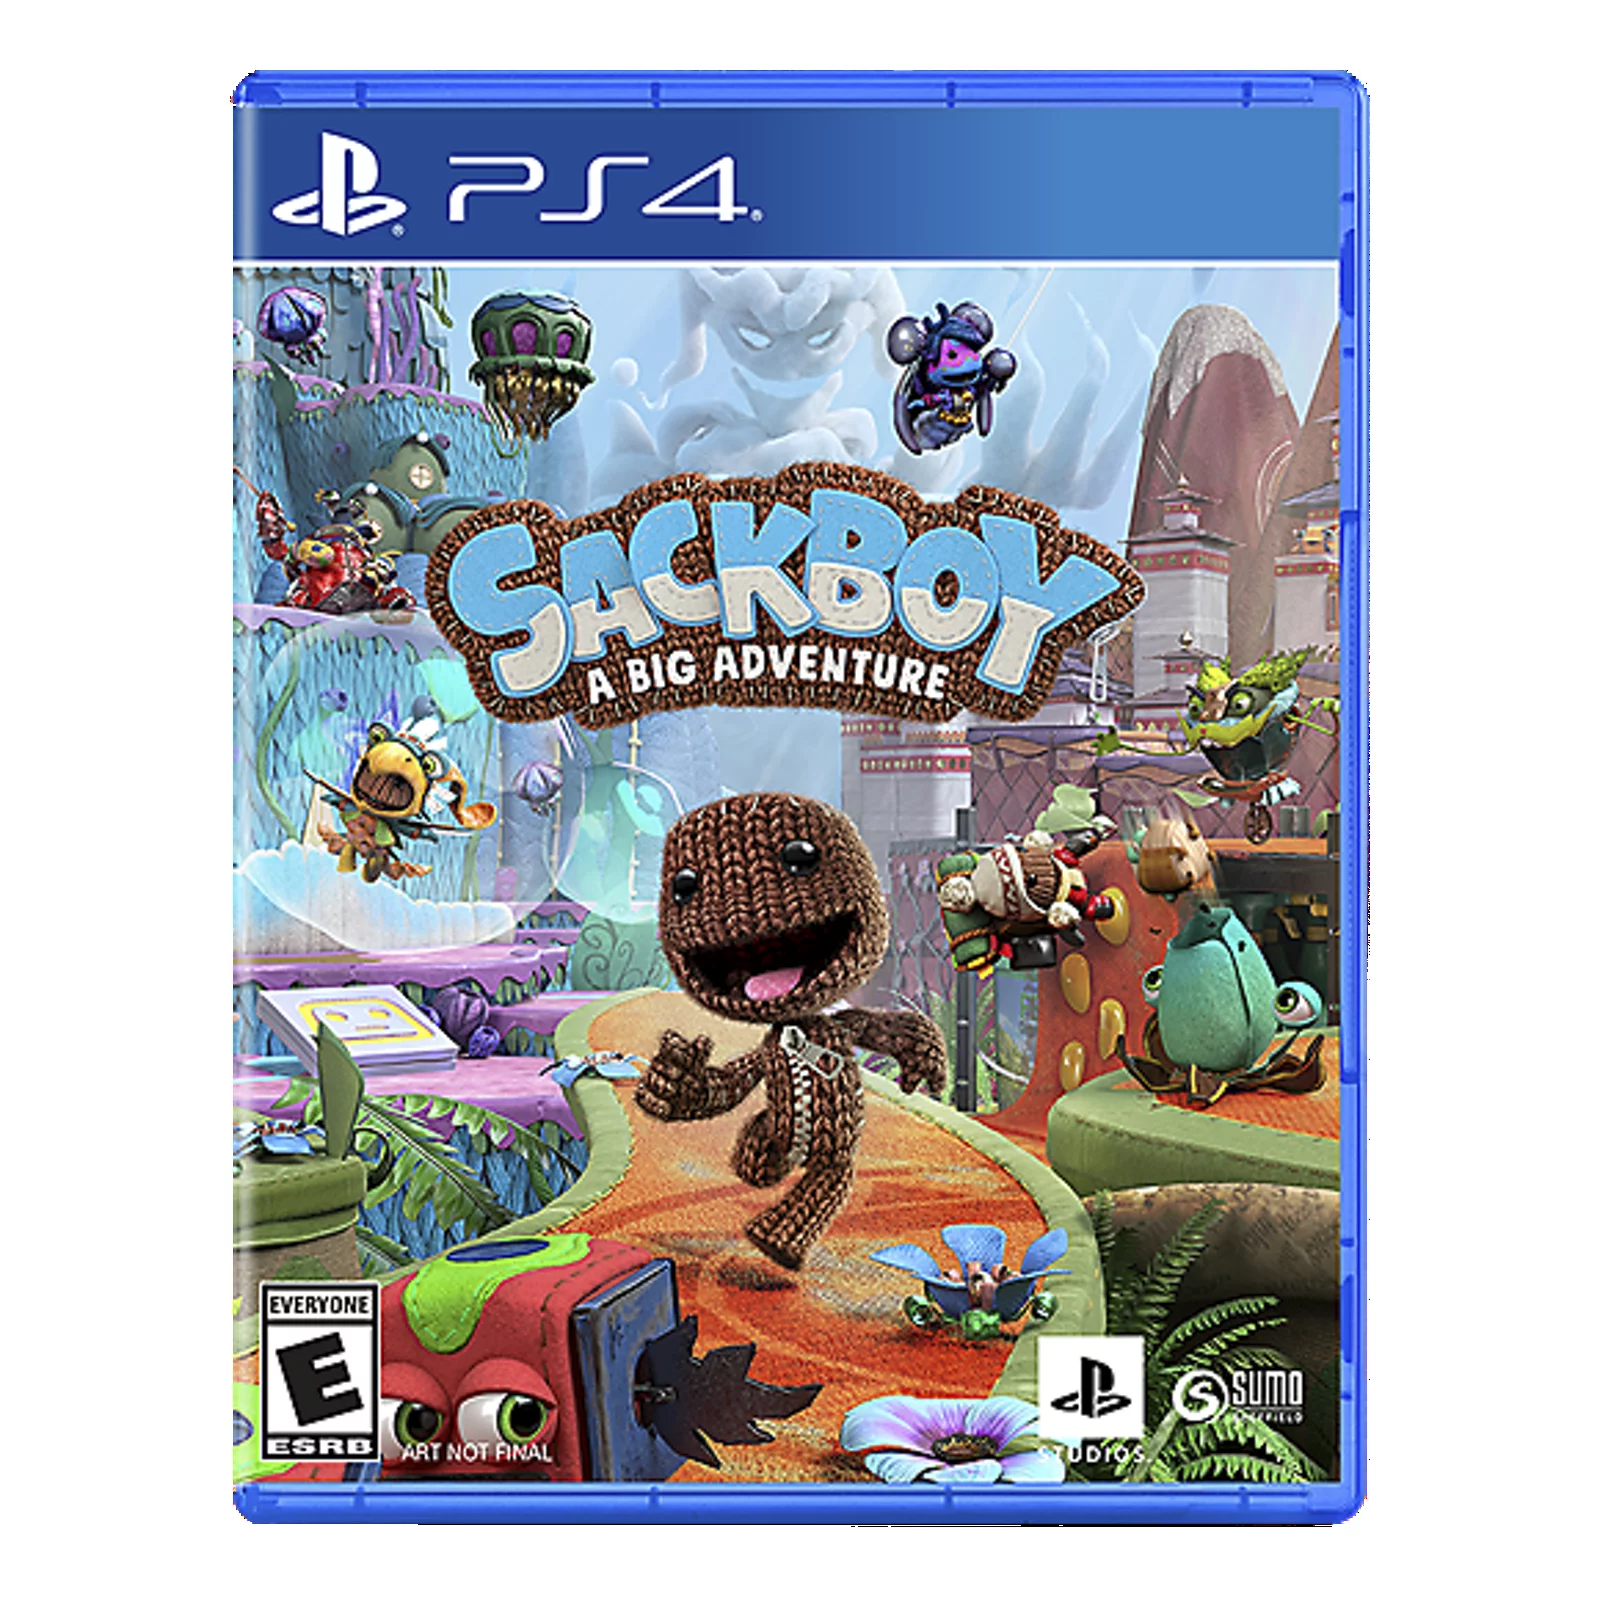 PS4
SACKBOY
A BIG ADVENTURE
EVERYONE
E
ESRB
ART NOT FINAL
STUDIOS
SUMO